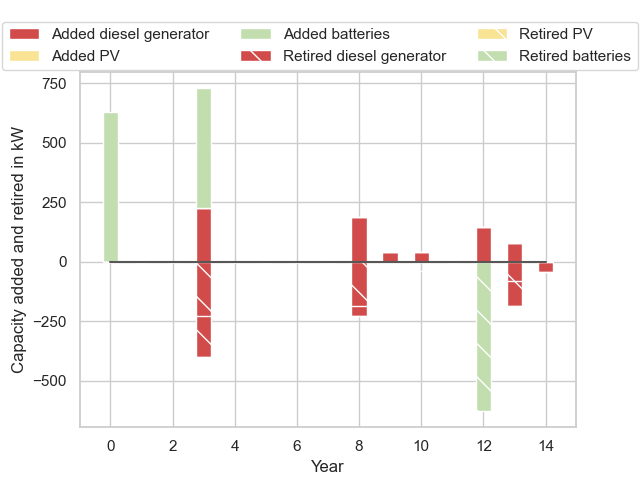 Added diesel generator Added batteries Retired PV
Added PV Retired diesel generator Retired batteries
750
500
250
0
−250
−500
Capacity added and retired in kW
0 2 4 6 8 10 12 14
Year